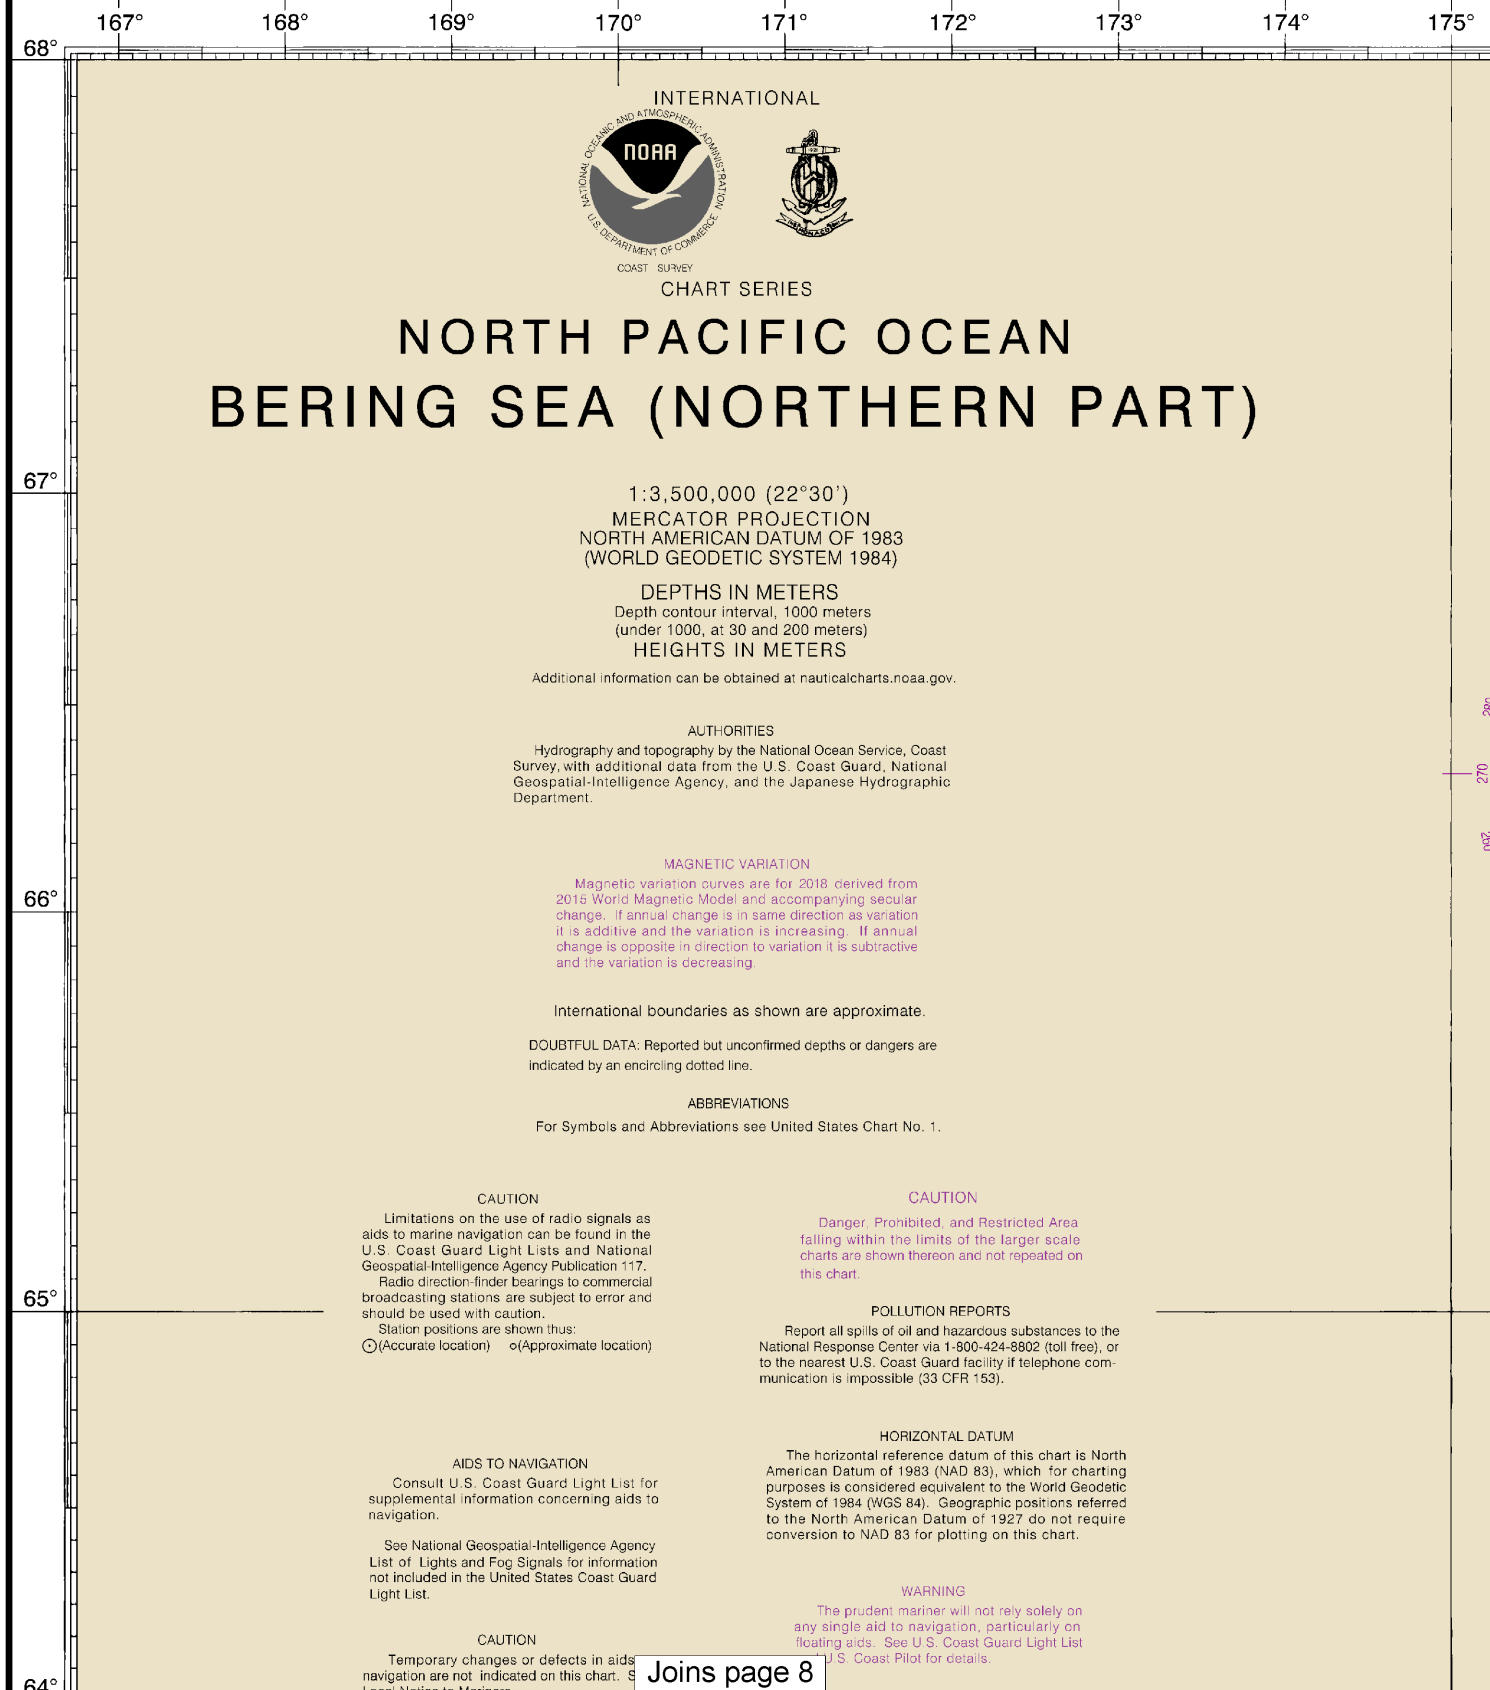 167° 168° 169° 170° 171° 172° 173° 174° 175°
68°
INTERNATIONAL
NATIONAL OCEANIC AND ATMOSPHERIC ADMINISTRATION
NOAA
U.S. DEPARTMENT OF COMMERCE
1921
COAST SURVEY
CHART SERIES
NORTH PACIFIC OCEAN
BERING SEA (NORTHERN PART)
67°
1:3,500,000 (22°30')
MERCATOR PROJECTION
NORTH AMERICAN DATUM OF 1983
(WORLD GEODETIC SYSTEM 1984)
DEPTHS IN METERS
Depth contour interval, 1000 meters
(under 1000, at 30 and 200 meters)
HEIGHTS IN METERS
Additional information can be obtained at nauticalcharts.noaa.gov.
280
AUTHORITIES
Hydrography and topography by the National Ocean Service, Coast
Survey, with additional data from the U.S. Coast Guard, National
Geospatial-Intelligence Agency, and the Japanese Hydrographic
Department.
270
260
MAGNETIC VARIATION
Magnetic variation curves are for 2018 derived from
2015 World Magnetic Model and accompanying secular
change. If annual change is in same direction as variation
it is additive and the variation is increasing. If annual
change is opposite in direction to variation it is subtractive
and the variation is decreasing.
66°
International boundaries as shown are approximate.
DOUBTFUL DATA: Reported but unconfirmed depths or dangers are
indicated by an encircling dotted line.
ABBREVIATIONS
For Symbols and Abbreviations see United States Chart No. 1.
CAUTION
Limitations on the use of radio signals as
aids to marine navigation can be found in the
U.S. Coast Guard Light Lists and National
Geospatial-Intelligence Agency Publication 117.
Radio direction-finder bearings to commercial
broadcasting stations are subject to error and
should be used with caution.
Station positions are shown thus:
(Accurate location) o(Approximate location)
CAUTION
Danger, Prohibited, and Restricted Area
falling within the limits of the larger scale
charts are shown thereon and not repeated on
this chart.
65°
POLLUTION REPORTS
Report all spills of oil and hazardous substances to the
National Response Center via 1-800-424-8802 (toll free), or
to the nearest U.S. Coast Guard facility if telephone com-
munication is impossible (33 CFR 153).
HORIZONTAL DATUM
The horizontal reference datum of this chart is North
American Datum of 1983 (NAD 83), which for charting
purposes is considered equivalent to the World Geodetic
System of 1984 (WGS 84). Geographic positions referred
to the North American Datum of 1927 do not require
conversion to NAD 83 for plotting on this chart.
AIDS TO NAVIGATION
Consult U.S. Coast Guard Light List for
supplemental information concerning aids to
navigation.
See National Geospatial-Intelligence Agency
List of Lights and Fog Signals for information
not included in the United States Coast Guard
Light List.
WARNING
The prudent mariner will not rely solely on
any single aid to navigation, particularly on
floating aids. See U.S. Coast Guard Light List
U.S. Coast Pilot for details.
CAUTION
Temporary changes or defects in aids
navigation are not indicated on this chart. S
Local Notice to Mariners
64°
Joins page 8